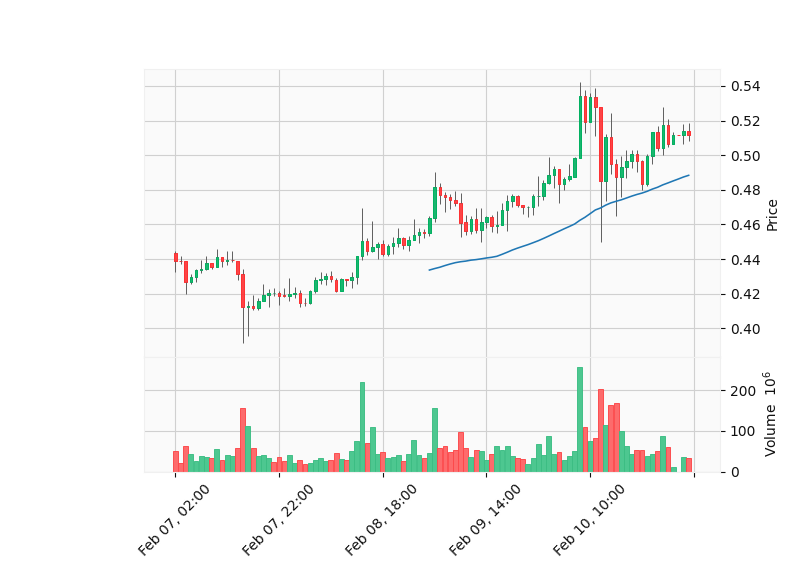 0.54
0.52
0.50
0.48
0.46
0.44
0.42
0.40
Price
200
100
0
Volume 10⁶
Feb 07, 02:00
Feb 07, 22:00
Feb 08, 18:00
Feb 09, 14:00
Feb 10, 10:00